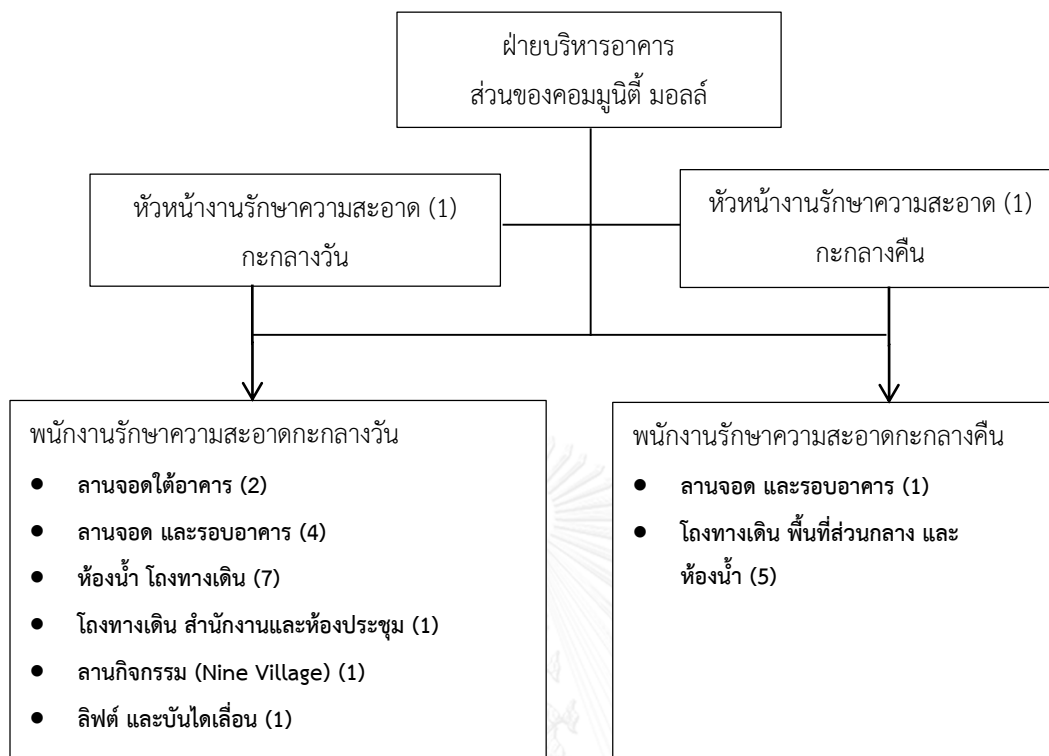 ฝ่ายบริหารอาคาร
ส่วนของคอมมูนิตี้ มอลล์
หัวหน้างานรักษาความสะอาด (1)
กะกลางวัน
หัวหน้างานรักษาความสะอาด (1)
กะกลางคืน
พนักงานรักษาความสะอาดกะกลางวัน
● ลานจอดใต้อาคาร (2)
● ลานจอด และรอบอาคาร (4)
● ห้องน้ำ โถงทางเดิน (7)
● โถงทางเดิน สำนักงานและห้องประชุม (1)
● ลานกิจกรรม (Nine Village) (1)
● ลิฟต์ และบันไดเลื่อน (1)
พนักงานรักษาความสะอาดกะกลางคืน
● ลานจอด และรอบอาคาร (1)
● โถงทางเดิน พื้นที่ส่วนกลาง และ
ห้องน้ำ (5)